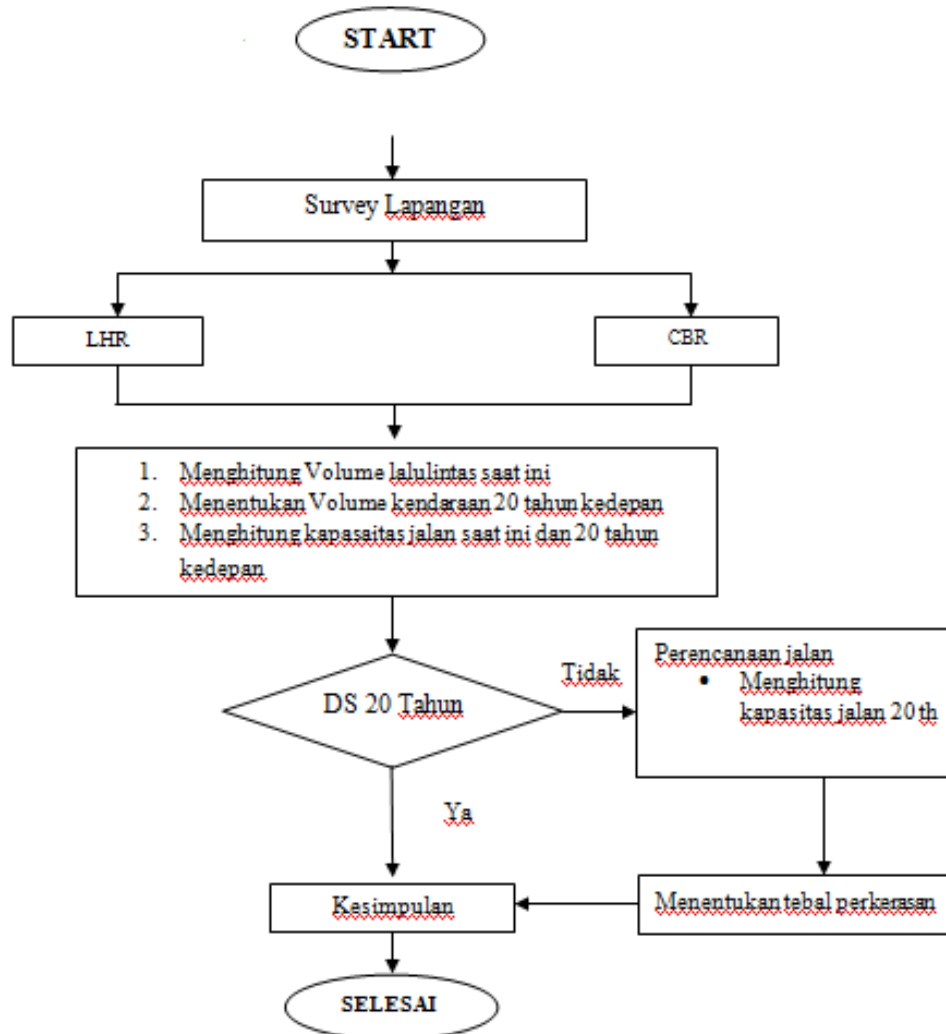 START
Survey Lapangan
LHR
CBR
1. Menghitung Volume lalulintas saat ini
2. Menentukan Volume kendaraan 20 tahun kedepan
3. Menghitung kapasaitas jalan saat ini dan 20 tahun
kedepan
DS 20 Tahun
Tidak
Perencanaan jalan
• Menghitung
kapasitas jalan 20 th
Ya
Kesimpulan
Menentukan tebal perkerasan
SELESAI